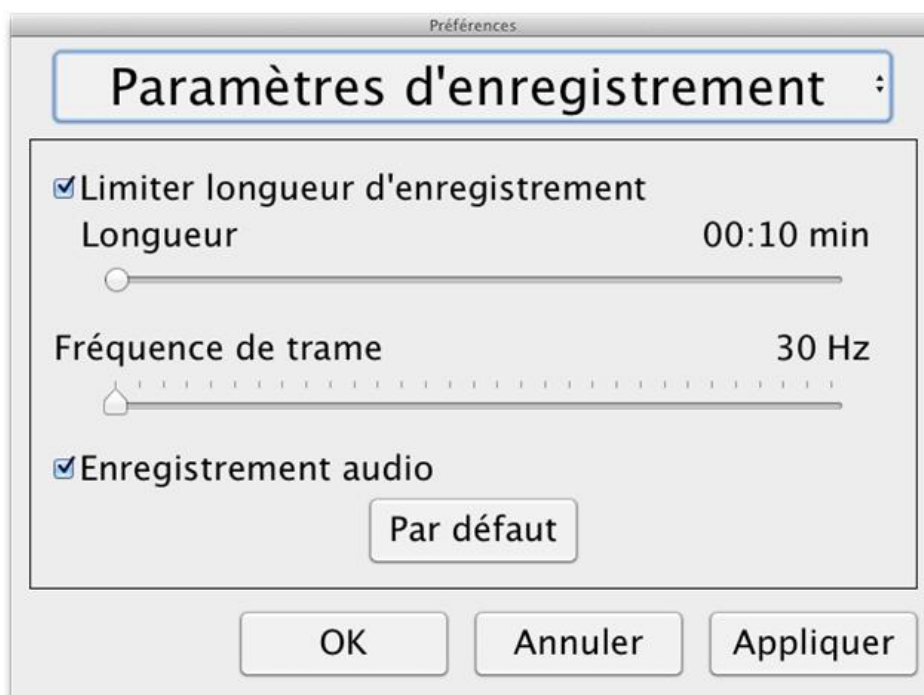 Préférences
Paramètres d'enregistrement
Limiter longueur d'enregistrement
Longueur 00:10 min
Fréquence de trame 30 Hz
Enregistrement audio
Par défaut
OK Annuler Appliquer